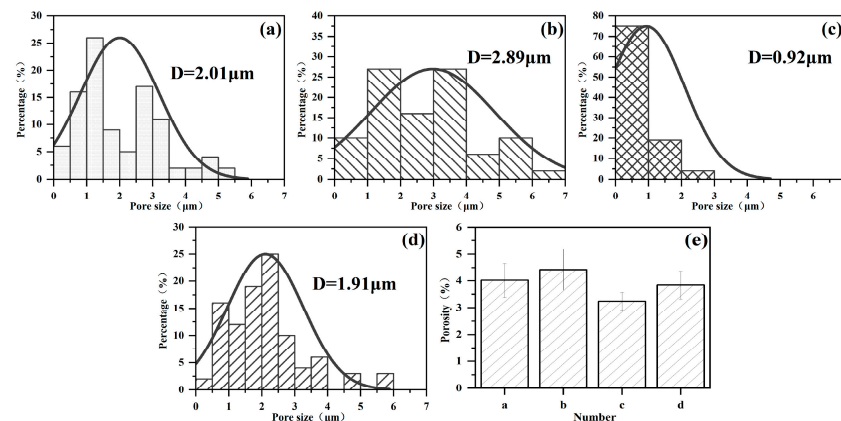 (a)
D=2.01μm
Percentage（%）
30
25
20
15
10
5
0
0 1 2 3 4 5 6 7
Pore size（μm）
(b)
D=2.89μm
Percentage（%）
40
35
30
25
20
15
10
5
0
0 1 2 3 4 5 6 7
Pore size（μm）
(c)
D=0.92μm
Percentage（%）
80
70
60
50
40
30
20
10
0
0 1 2 3 4 5 6 7
Pore size（μm）
(d)
D=1.91μm
Percentage（%）
30
25
20
15
10
5
0
0 1 2 3 4 5 6 7
Pore size（μm）
(e)
Porosity（%）
6
5
4
3
2
1
0
a b c d
Number